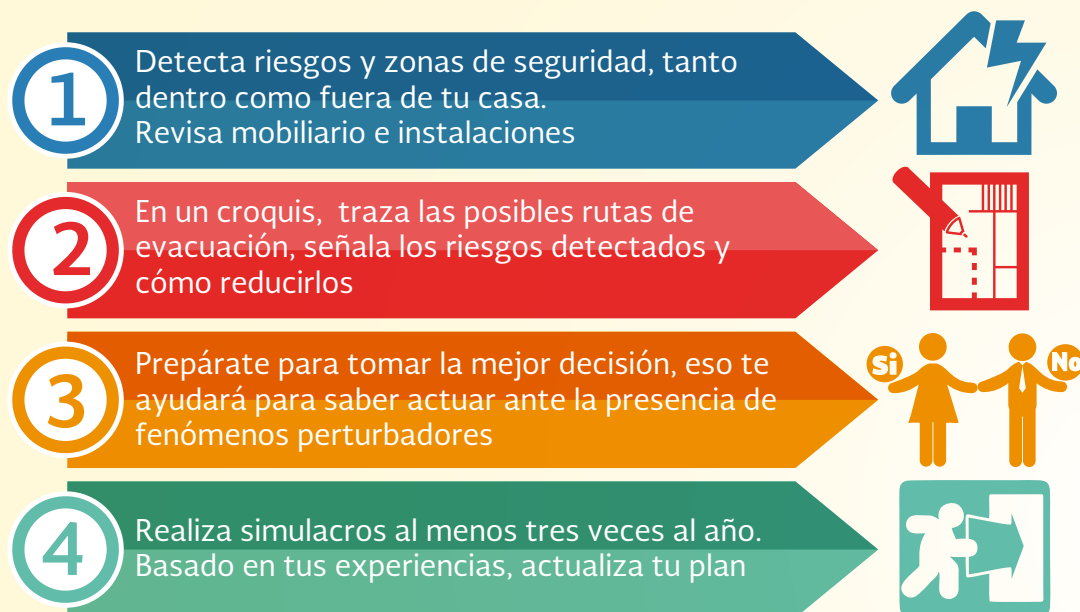 1
Detecta riesgos y zonas de seguridad, tanto
dentro como fuera de tu casa.
Revisa mobiliario e instalaciones
2
En un croquis,  traza las posibles rutas de
evacuación, señala los riesgos detectados y
cómo reducirlos
3
Prepárate para tomar la mejor decisión, eso te
ayudará para saber actuar ante la presencia de
fenómenos perturbadores
Si
No
4
Realiza simulacros al menos tres veces al año.
Basado en tus experiencias, actualiza tu plan